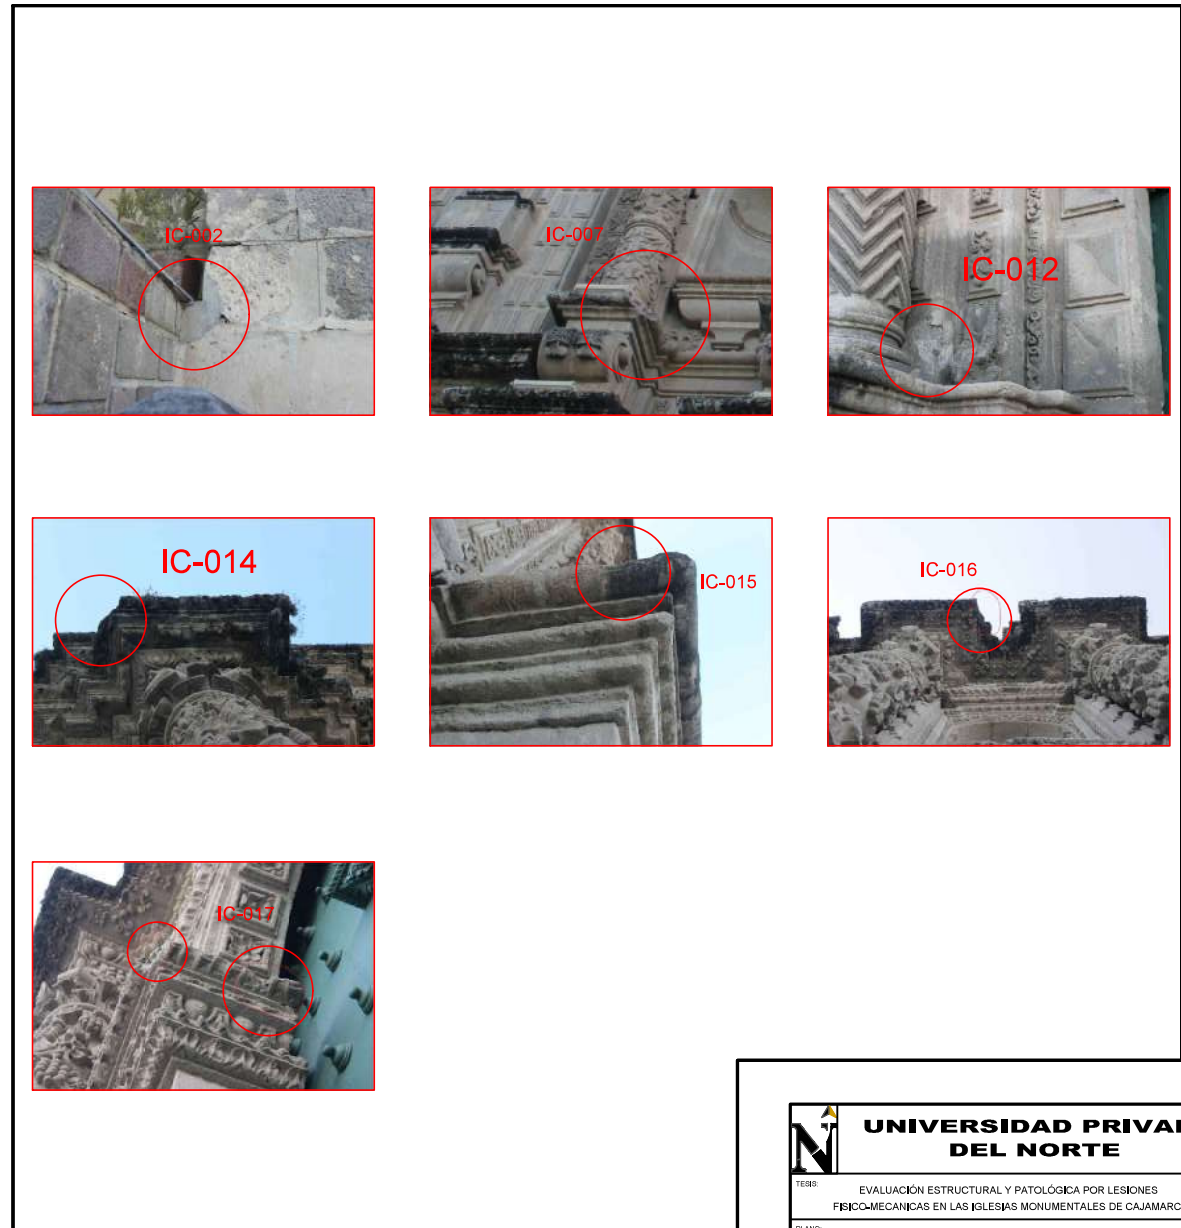 IC-002
IC-007
IC-012
IC-014
IC-015
IC-016
IC-017
UNIVERSIDAD PRIVA
DEL NORTE
TESIS:
EVALUACIÓN ESTRUCTURAL Y PATOLÓGICA POR LESIONES
FISICO-MECANICAS EN LAS IGLESIAS MONUMENTALES DE CAJAMARC
PLANO: